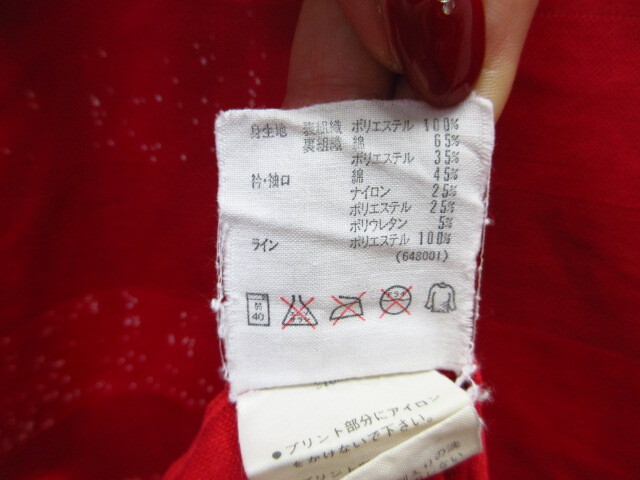 身生地 表組織 ポリエステル 100%
裏組織 綿 65%
ポリエステル 35%
衿・袖口 綿 45%
ナイロン 25%
ポリエステル 25%
ポリウレタン 5%
ライン ポリエステル 100%
(648001)
40
●プリント部分にアイロン
をかけないで下さい。